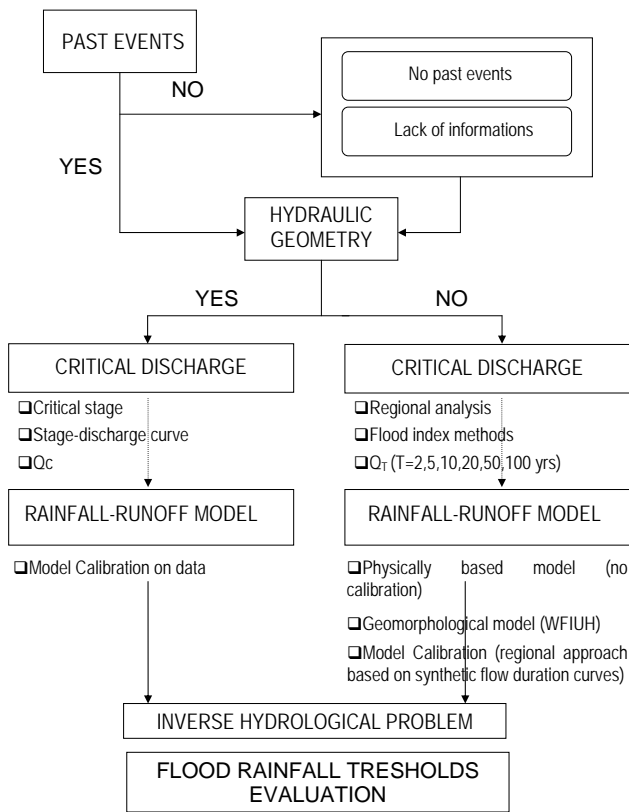 PAST EVENTS
NO
No past events
Lack of informations
YES
HYDRAULIC
GEOMETRY
YES
NO
CRITICAL DISCHARGE
❑Critical stage
❑Stage-discharge curve
❑Qc
RAINFALL-RUNOFF MODEL
❑Model Calibration on data
CRITICAL DISCHARGE
❑Regional analysis
❑Flood index methods
❑QT (T=2,5,10,20,50,100 yrs)
RAINFALL-RUNOFF MODEL
❑Physically based model (no
calibration)
❑Geomorphological model (WFIUH)
❑Model Calibration (regional approach
based on synthetic flow duration curves)
INVERSE HYDROLOGICAL PROBLEM
FLOOD RAINFALL TRESHOLDS
EVALUATION